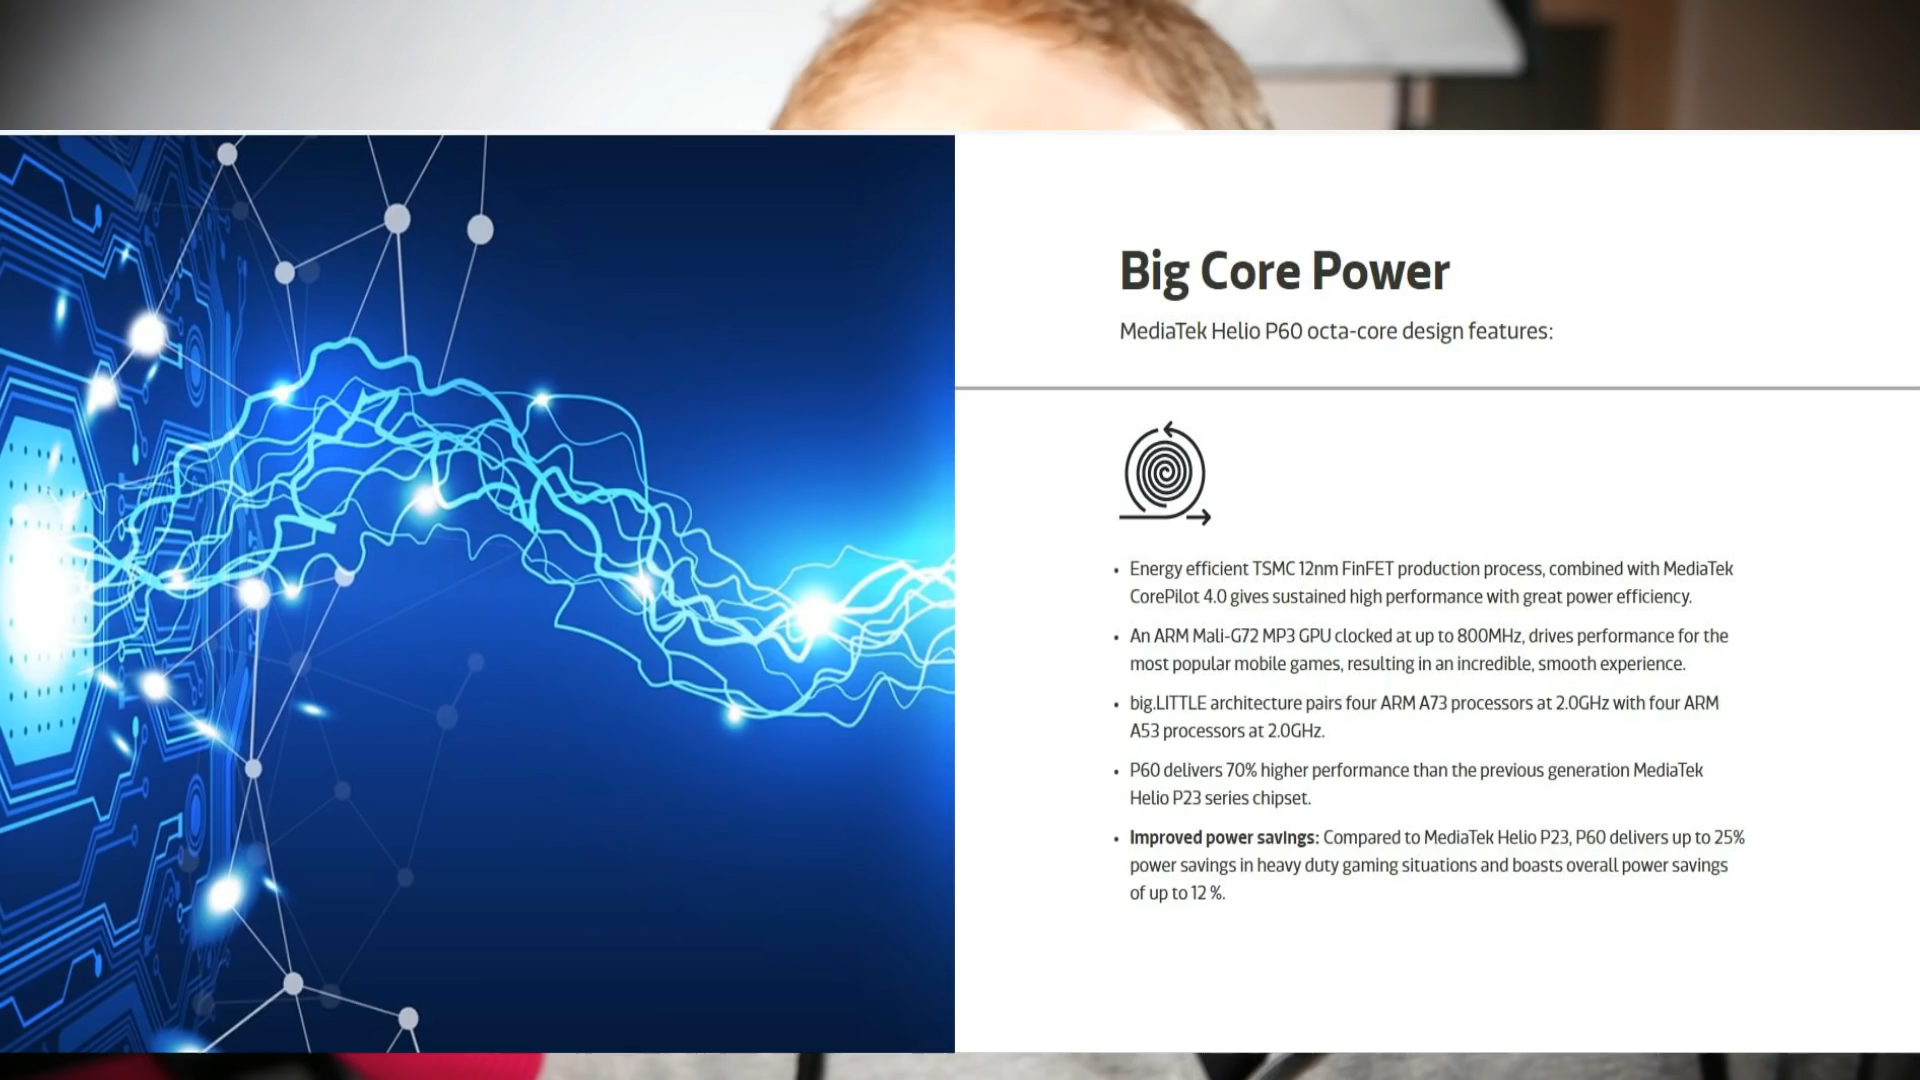 Big Core Power
MediaTek Helio P60 octa-core design features:
• Energy efficient TSMC 12nm FinFET production process, combined with MediaTek
CorePilot 4.0 gives sustained high performance with great power efficiency.
• An ARM Mali-G72 MP3 GPU clocked at up to 800MHz, drives performance for the
most popular mobile games, resulting in an incredible, smooth experience.
• big.LITTLE architecture pairs four ARM A73 processors at 2.0GHz with four ARM
A53 processors at 2.0GHz.
• P60 delivers 70% higher performance than the previous generation MediaTek
Helio P23 series chipset.
• Improved power savings: Compared to MediaTek Helio P23, P60 delivers up to 25%
power savings in heavy duty gaming situations and boasts overall power savings
of up to 12 %.